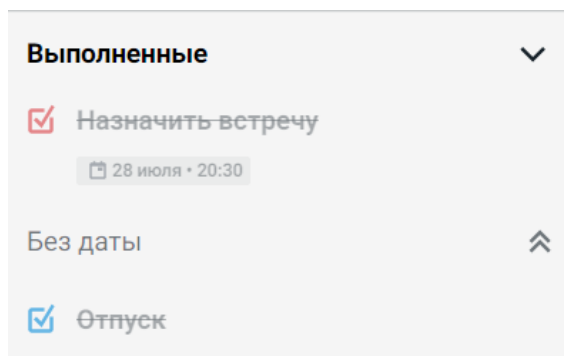 Выполненные
Назначить встречу
28 июля • 20:30
Без даты
Отпуск